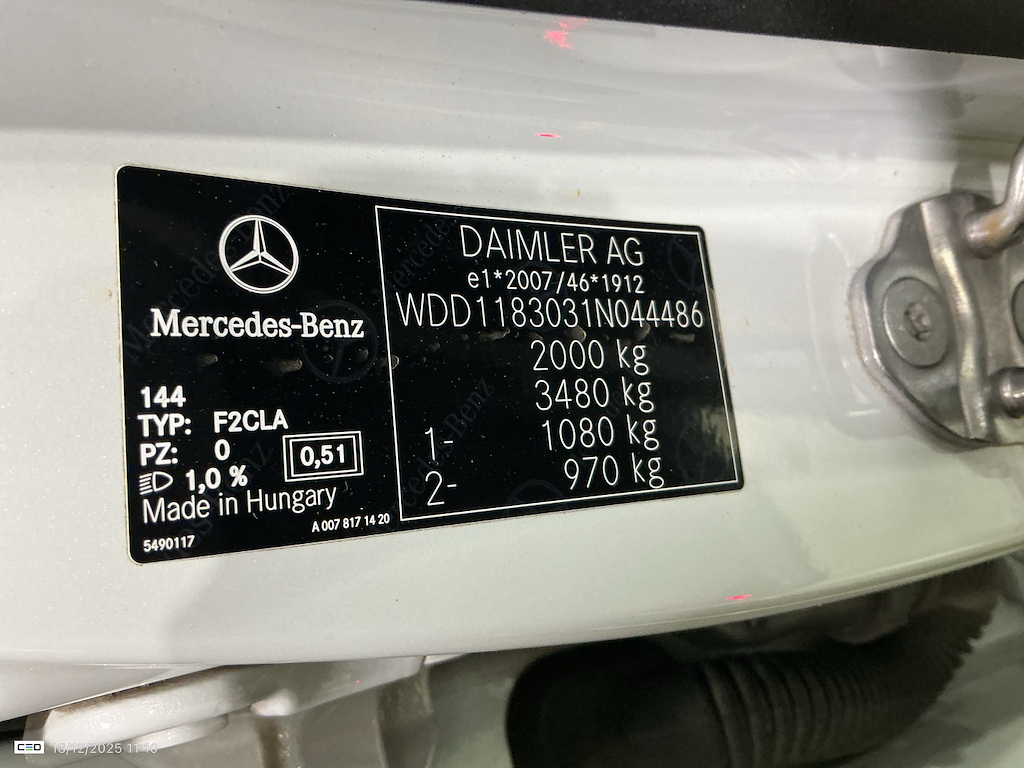 Mercedes-Benz
144
TYP: F2CLA
PZ: 0
1,0 %
0,51
Made in Hungary
A 007 817 14 20
5490117
DAIMLER AG
e1*2007/46*1912
WDD1183031N044486
2000 kg
3480 kg
1- 1080 kg
2- 970 kg
CEO